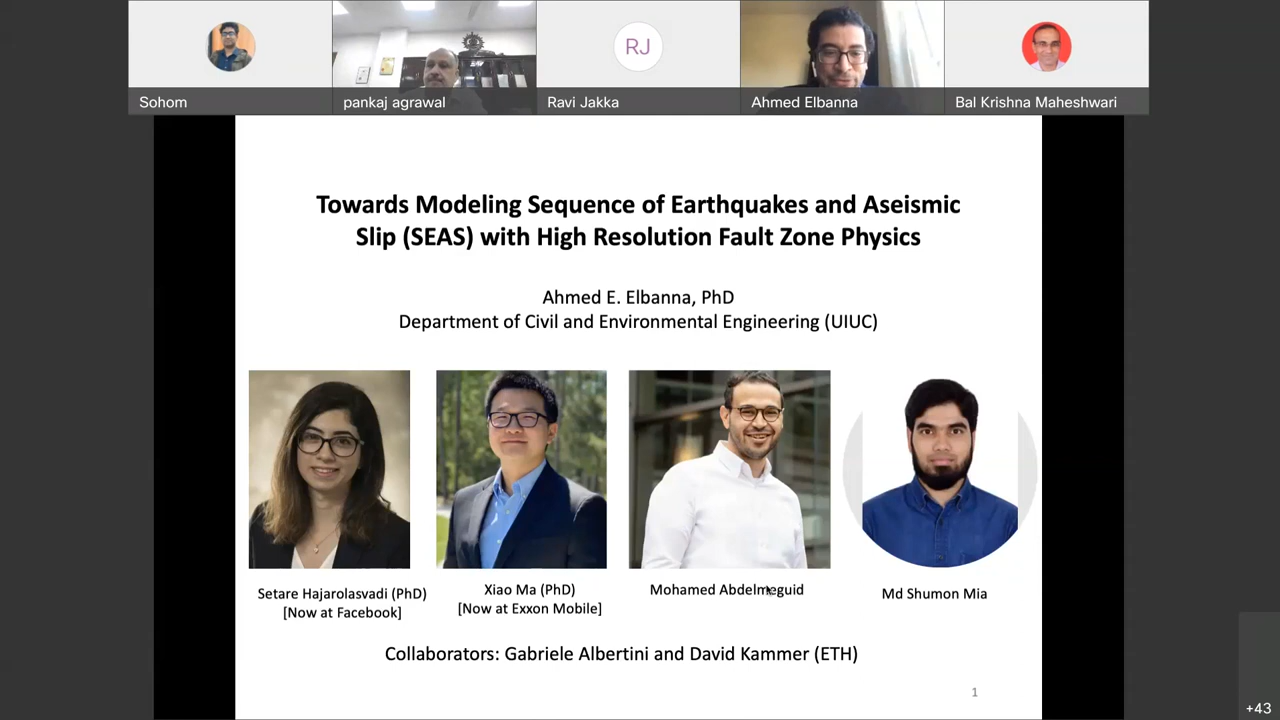 Sohom
pankaj agrawal
RJ
Ravi Jakka
Ahmed Elbanna
Bal Krishna Maheshwari
Towards Modeling Sequence of Earthquakes and Aseismic
Slip (SEAS) with High Resolution Fault Zone Physics
Ahmed E. Elbanna, PhD
Department of Civil and Environmental Engineering (UIUC)
Setare Hajarolasvadi (PhD)
[Now at Facebook]
Xiao Ma (PhD)
[Now at Exxon Mobile]
Mohamed Abdelmeguid
Md Shumon Mia
Collaborators: Gabriele Albertini and David Kammer (ETH)
1
+43